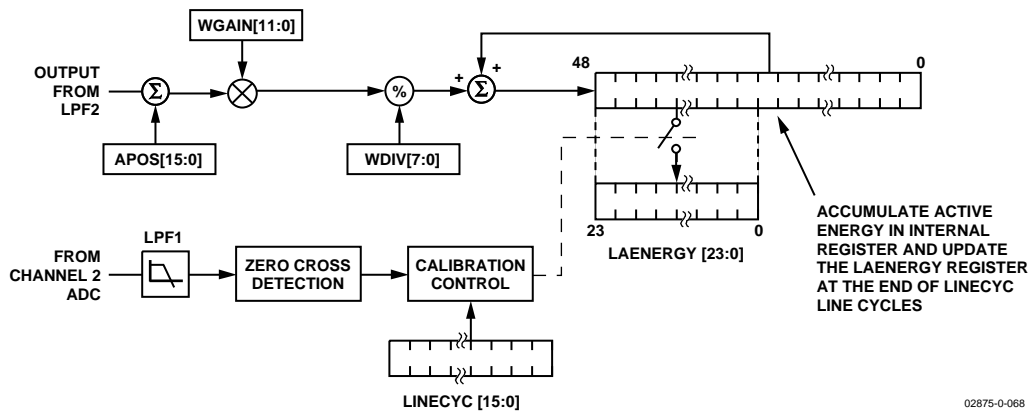 WGAIN[11:0]
OUTPUT
FROM
LPF2
Σ
%
+
+
Σ
48
0
APOS[15:0]
WDIV[7:0]
23
0
LAENERGY [23:0]
ACCUMULATE ACTIVE
ENERGY IN INTERNAL
REGISTER AND UPDATE
THE LAENERGY REGISTER
AT THE END OF LINECYC
LINE CYCLES
FROM
CHANNEL 2
ADC
LPF1
ZERO CROSS
DETECTION
CALIBRATION
CONTROL
LINECYC [15:0]
02875-0-068